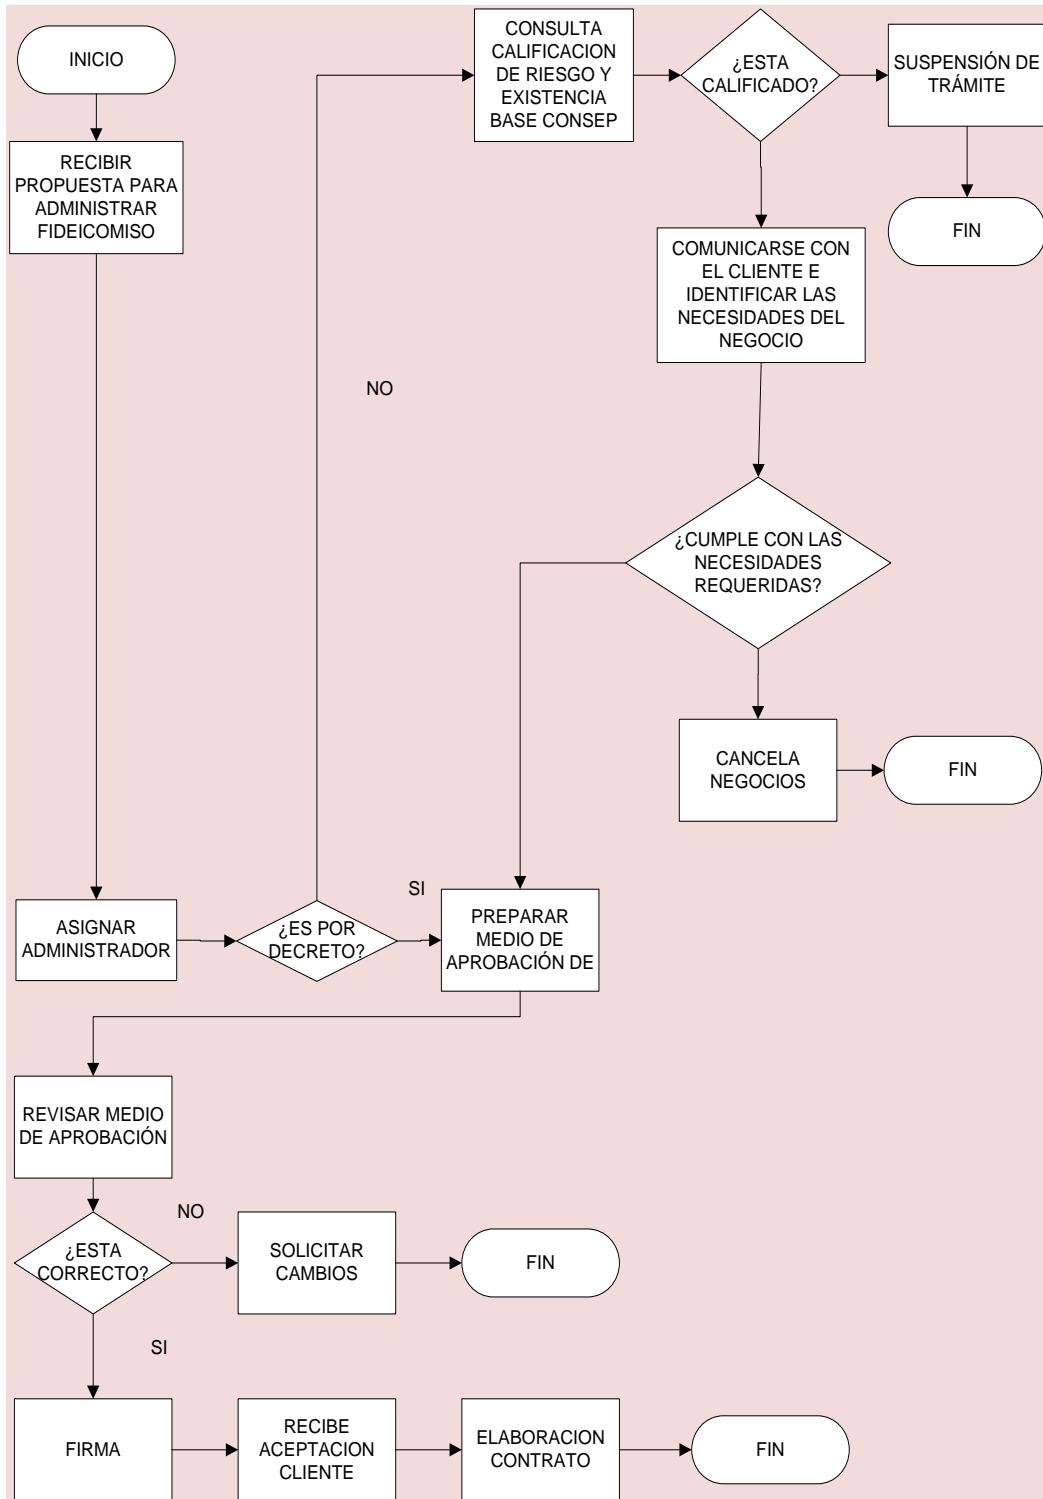 INICIO
RECIBIR
PROPUESTA PARA
ADMINISTRAR
FIDEICOMISO
ASIGNAR
ADMINISTRADOR
¿ES POR
DECRETO?
NO
SI
CONSULTA
CALIFICACION
DE RIESGO Y
EXISTENCIA
BASE CONSEP
¿ESTA
CALIFICADO?
SUSPENSIÓN DE
TRÁMITE
FIN
COMUNICARSE CON
EL CLIENTE E
IDENTIFICAR LAS
NECESIDADES DEL
NEGOCIO
¿CUMPLE CON LAS
NECESIDADES
REQUERIDAS?
CANCELA
NEGOCIOS
FIN
PREPARAR
MEDIO DE
APROBACIÓN DE
REVISAR MEDIO
DE APROBACIÓN
¿ESTA
CORRECTO?
NO
SOLICITAR
CAMBIOS
FIN
SI
FIRMA
RECIBE
ACEPTACION
CLIENTE
ELABORACION
CONTRATO
FIN